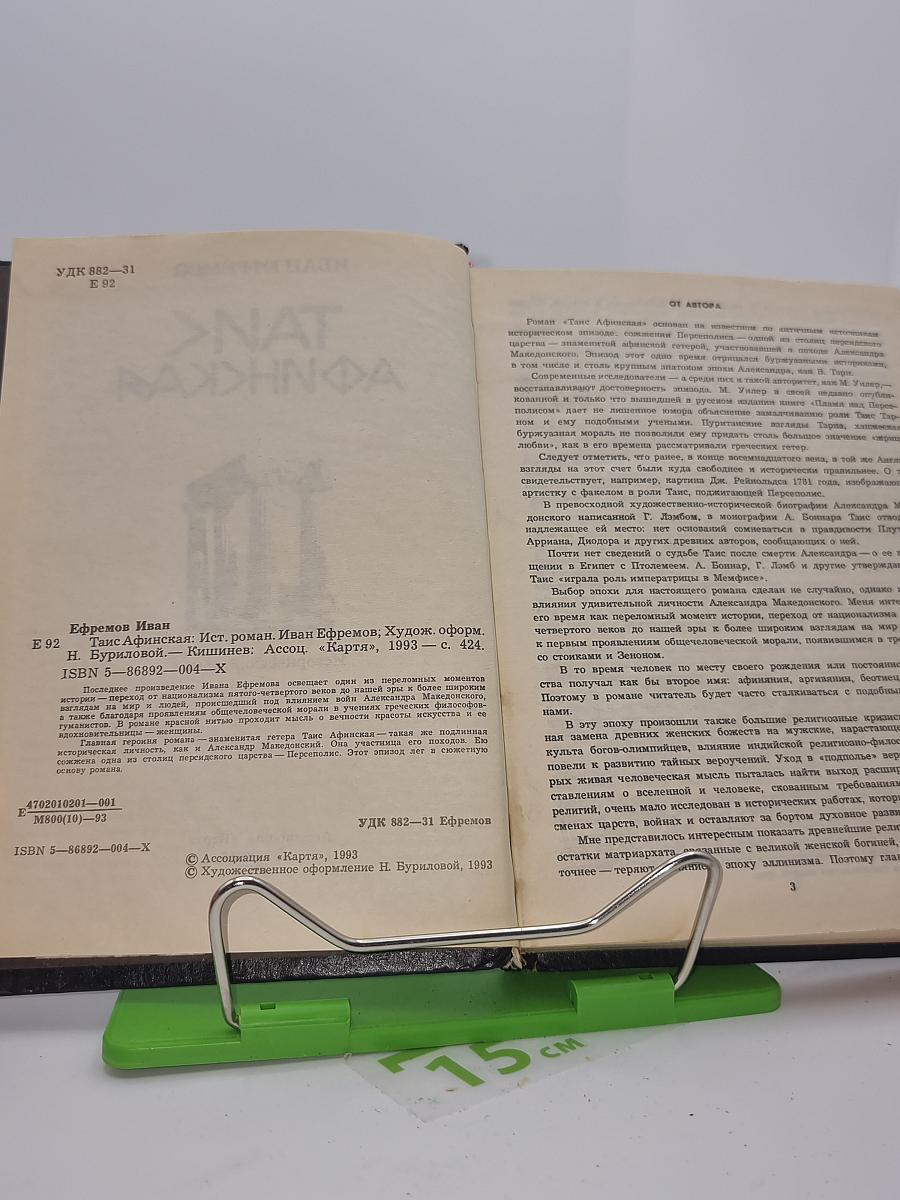 УДК 882—31
Е 92
Ефремов Иван
Е 92 Таис Афинская: Ист. роман. Иван Ефремов; Худож. оформ.
Н. Буриловой.— Кишинев: Ассоц. «Картя», 1993 — с. 424.
ISBN 5—86892—004—X
Последнее произведение Ивана Ефремова освещает один из переломных моментов
истории — переход от национализма пятого-четвертого веков до нашей эры к более широким
взглядам на мир и людей, происшедший под влиянием войн Александра Македонского,
а также благодаря проявлениям общечеловеческой морали в учениях греческих философов-
гуманистов. В романе красной нитью проходит мысль о вечности красоты искусства и ее
вдохновительницы — женщины.
Главная героиня романа — знаменитая гетера Таис Афинская — такая же подлинная
историческая личность, как и Александр Македонский. Она участница его походов. Ею
сожжена одна из столиц персидского царства — Персеполис. Этот эпизод лег в сюжетную
основу романа.
Е 4702010201—001
М800(10)—93
УДК 882—31 Ефремов
ISBN 5—86892—004—X
© Ассоциация «Картя», 1993
© Художественное оформление Н. Буриловой, 1993
ОТ АВТОРА
Роман «Таис Афинская» основан на известном по античным источникам
историческом эпизоде: сожжении Персеполиса — одной из столиц персидского
царства — знаменитой афинской гетерой, участвовавшей в походе Александра
Македонского. Эпизод этот одно время отрицался буржуазными историками,
в том числе и столь крупным знатоком эпохи Александра, как В. Тарн.
Современные исследователи — а среди них и такой авторитет, как М. Уилер,—
восстанавливают достоверность эпизода. М. Уилер в своей недавно опубли-
кованной и только что вышедшей в русском издании книге «Пламя над Персе-
полисом» дает не лишенное юмора объяснение замалчиванию роли Таис Тар-
ном и ему подобными учеными. Пуританские взгляды Тарна, ханжеская
буржуазная мораль не позволили ему придать столь большое значение «жриц
любви», как в его времена рассматривали греческих гетер.
Следует отметить, что ранее, в конце восемнадцатого века, в той же Англ
взгляды на этот счет были куда свободнее и исторически правильнее. О т
свидетельствует, например, картина Дж. Рейнольдса 1781 года, изображаю
артистку с факелом в роли Таис, поджигающей Персеполис.
В превосходной художественно-исторической биографии Александра М
донского написанной Г. Лэмбом, в монографии А. Боннара Таис отвод
надлежащее ей место: нет оснований сомневаться в правдивости Плу
Арриана, Диодора и других древних авторов, сообщающих о ней.
Почти нет сведений о судьбе Таис после смерти Александра — о ее
щении в Египет с Птолемеем. А. Боннар, Г. Лэмб и другие утвержда
Таис «играла роль императрицы в Мемфисе».
Выбор эпохи для настоящего романа сделан не случайно, однако
влияния удивительной личности Александра Македонского. Меня инте
его время как переломный момент истории, переход от национализма
четвертого веков до нашей эры к более широким взглядам на мир
к первым проявлениям общечеловеческой морали, появившимся в тре
со стоиками и Зеноном.
В то время человек по месту своего рождения или постоянно
ства получал как бы второе имя: афинянин, аргивянин, беотиец
Поэтому в романе читатель будет часто сталкиваться с подобны
нами.
В эту эпоху произошли также большие религиозные кризис
ная замена древних женских божеств на мужские, нарастающе
культа богов-олимпийцев, влияние индийской религиозно-филос
повели к развитию тайных вероучений. Уход в «подполье» вер
рых живая человеческая мысль пыталась найти выход расшир
ставлениям о вселенной и человеке, скованным требованиям
религий, очень мало исследован в исторических работах, котор
сменах царств, войнах и оставляют за бортом духовное разви
Мне представилось интересным показать древнейшие рели
остатки матриархата, связанные с великой женской богиней,
точнее — теряют эпоху эллинизма. Поэтому глав
3
15 см